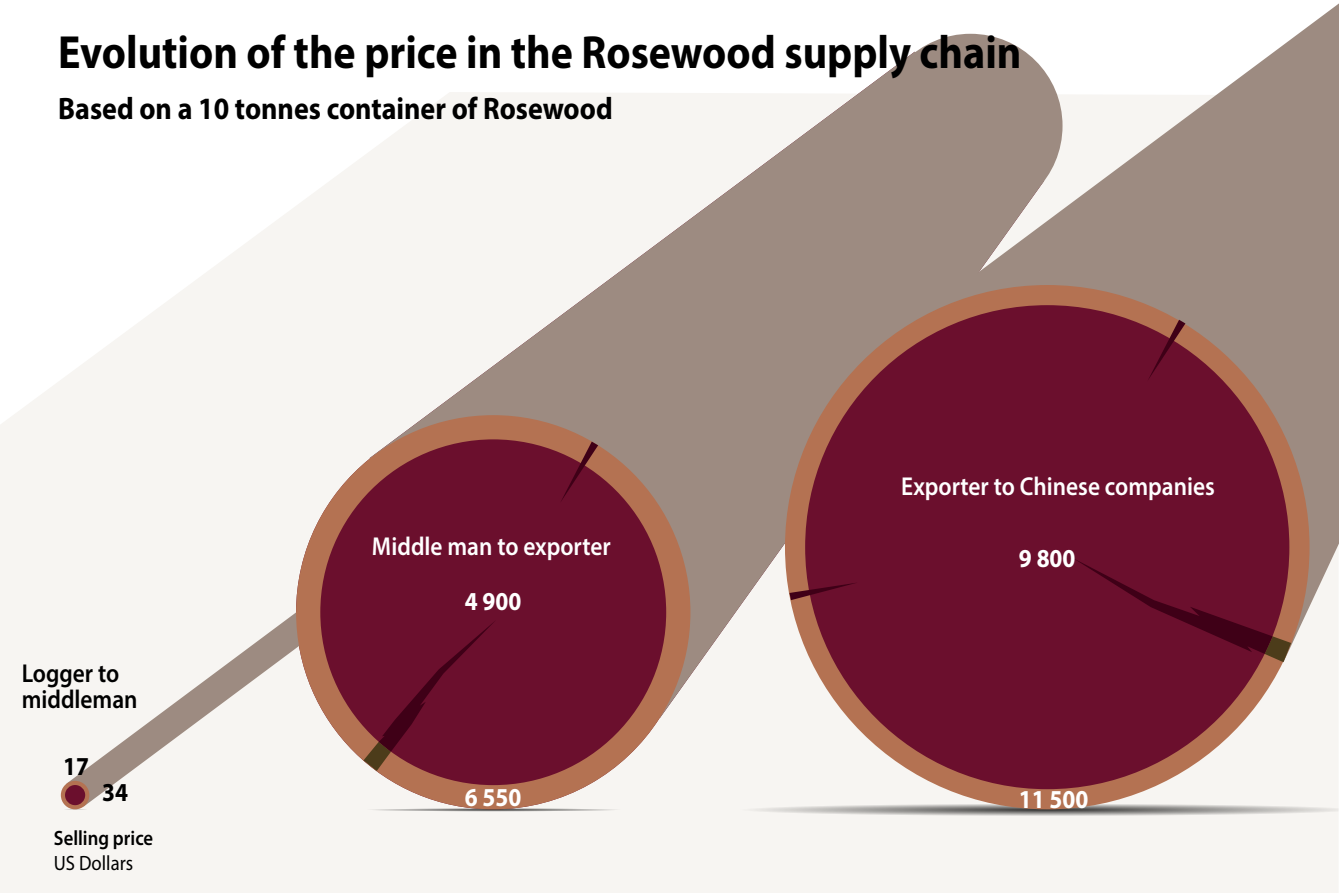 Evolution of the price in the Rosewood supply chain
Based on a 10 tonnes container of Rosewood
Logger to
middleman
17
34
Selling price
US Dollars
Middle man to exporter
4 900
6 550
Exporter to Chinese companies
9 800
11 500